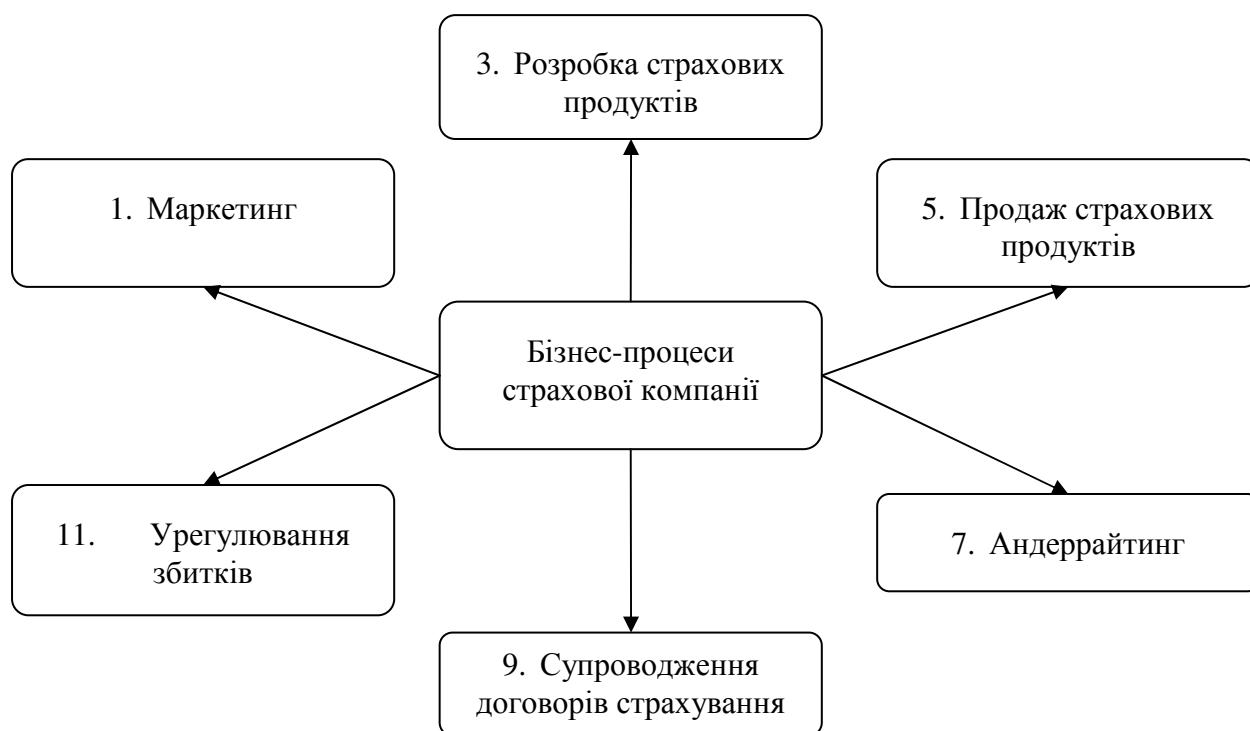 3. Розробка страхових
продуктів
1. Маркетинг
5. Продаж страхових
продуктів
Бізнес-процеси
страхової компанії
11. Урегулювання
збитків
7. Андеррайтинг
9. Супроводження
договорів страхування